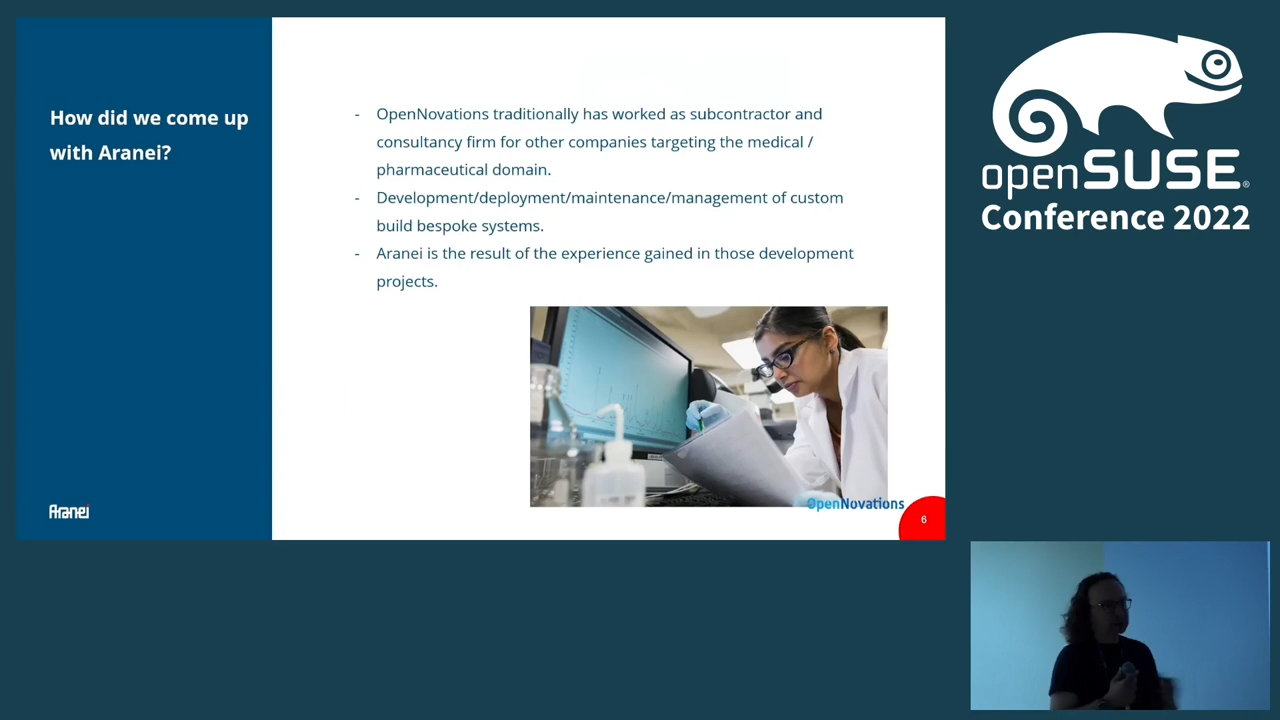 How did we come up
with Aranei?
- OpenNovations traditionally has worked as subcontractor and
consultancy firm for other companies targeting the medical /
pharmaceutical domain.
- Development/deployment/maintenance/management of custom
build bespoke systems.
- Aranei is the result of the experience gained in those development
projects.
Aranei
OpenNovations
6
openSUSE®
Conference 2022